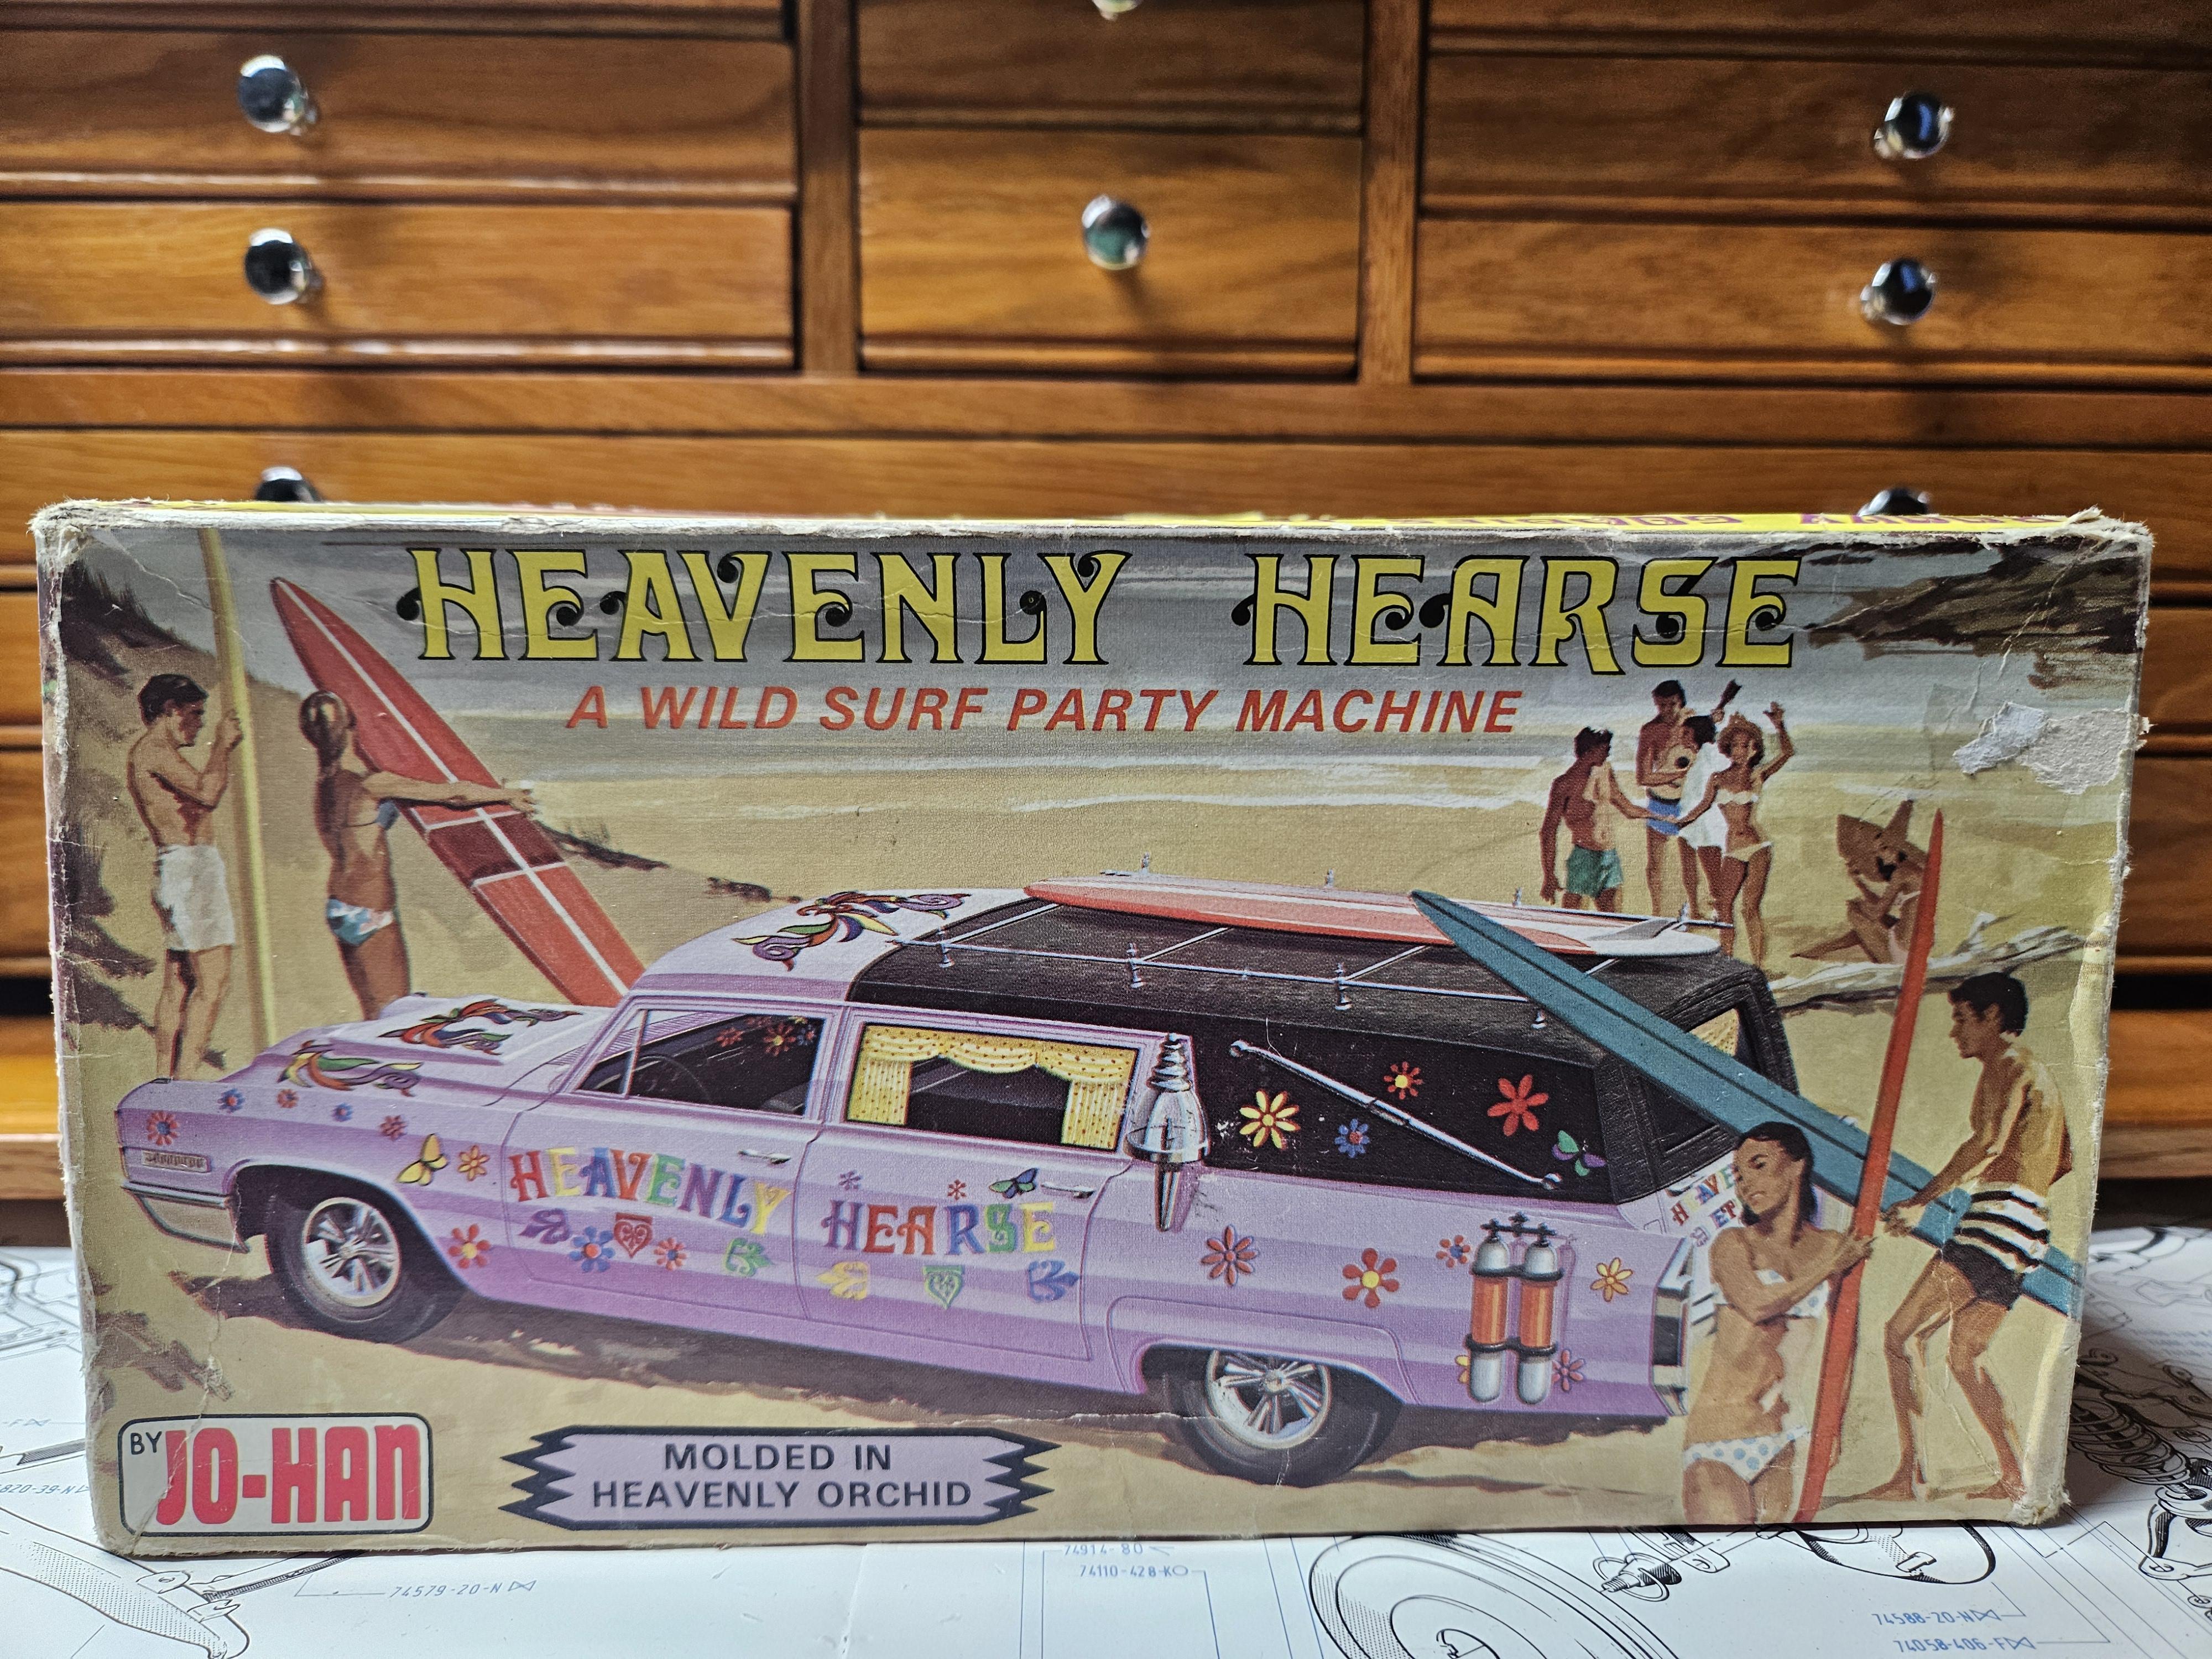 HEAVENLY HEARSE
A WILD SURF PARTY MACHINE
HEAVENLY HEARSE
BY JO-HAN
MOLDED IN
HEAVENLY ORCHID
74914-80
74110-428-K
74579-20-N
74588-20-N
74058-406-F